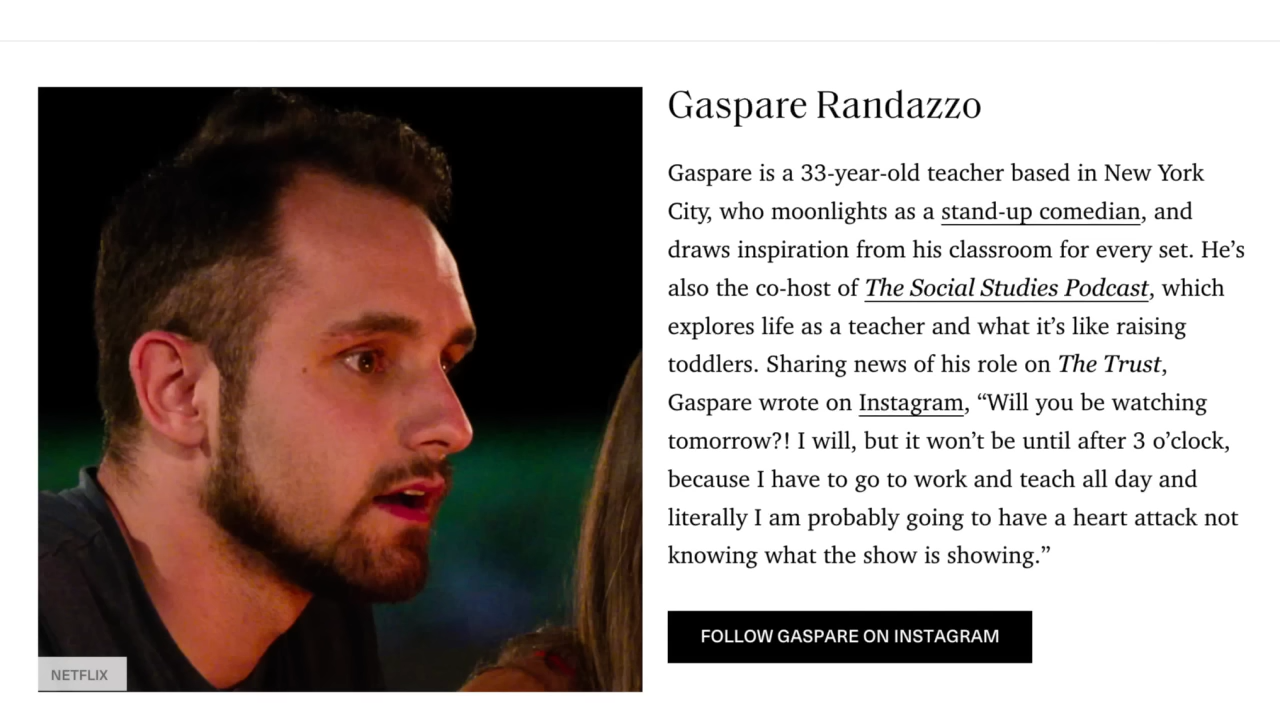 Gaspare Randazzo
Gaspare is a 33-year-old teacher based in New York
City, who moonlights as a stand-up comedian, and
draws inspiration from his classroom for every set. He’s
also the co-host of The Social Studies Podcast, which
explores life as a teacher and what it’s like raising
toddlers. Sharing news of his role on The Trust,
Gaspare wrote on Instagram, “Will you be watching
tomorrow?! I will, but it won’t be until after 3 o’clock,
because I have to go to work and teach all day and
literally I am probably going to have a heart attack not
knowing what the show is showing.”
FOLLOW GASPARE ON INSTAGRAM
NETFLIX